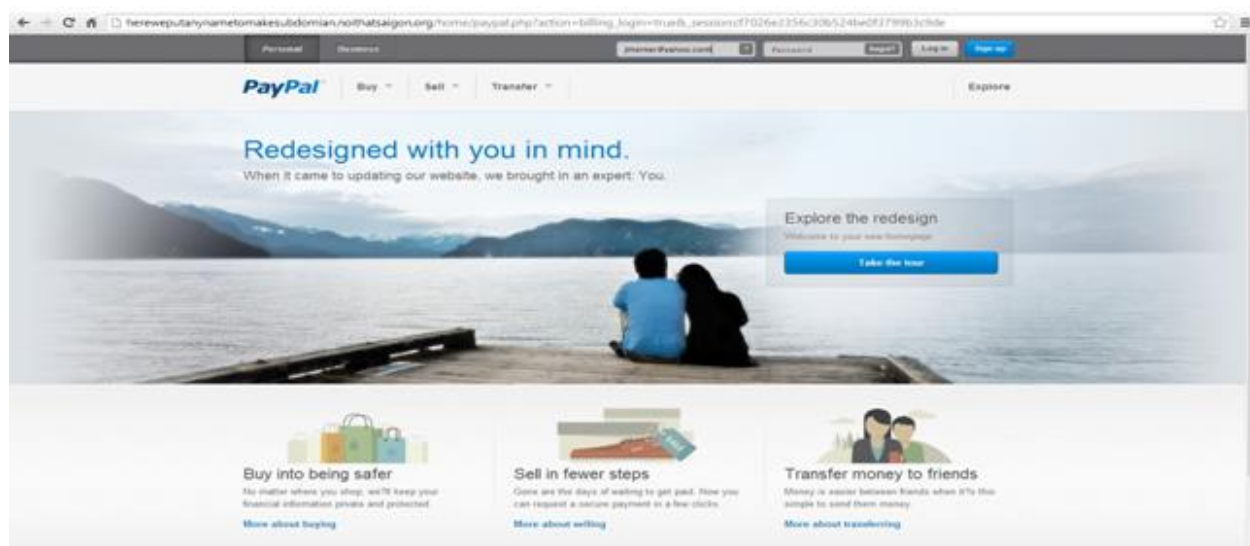 hereweputanynametomakesubdomian.noithatsaigon.org/home/paypal.php?action=billing_login=true&_session
Personal Business Password Forgot? Log in Sign up
PayPal Buy Sell Transfer Explore
Redesigned with you in mind.
When it came to updating our website, we brought in an expert: You.
Explore the redesign
Welcome to your new homepage
Take the tour
SALE
Buy into being safer
No matter where you shop, we'll keep your
financial information private and protected.
More about buying
Sell in fewer steps
Gone are the days of waiting to get paid. Now you
can request a secure payment in a few clicks.
More about selling
Transfer money to friends
Money is easier between friends when it?s this
simple to send them money.
More about transferring